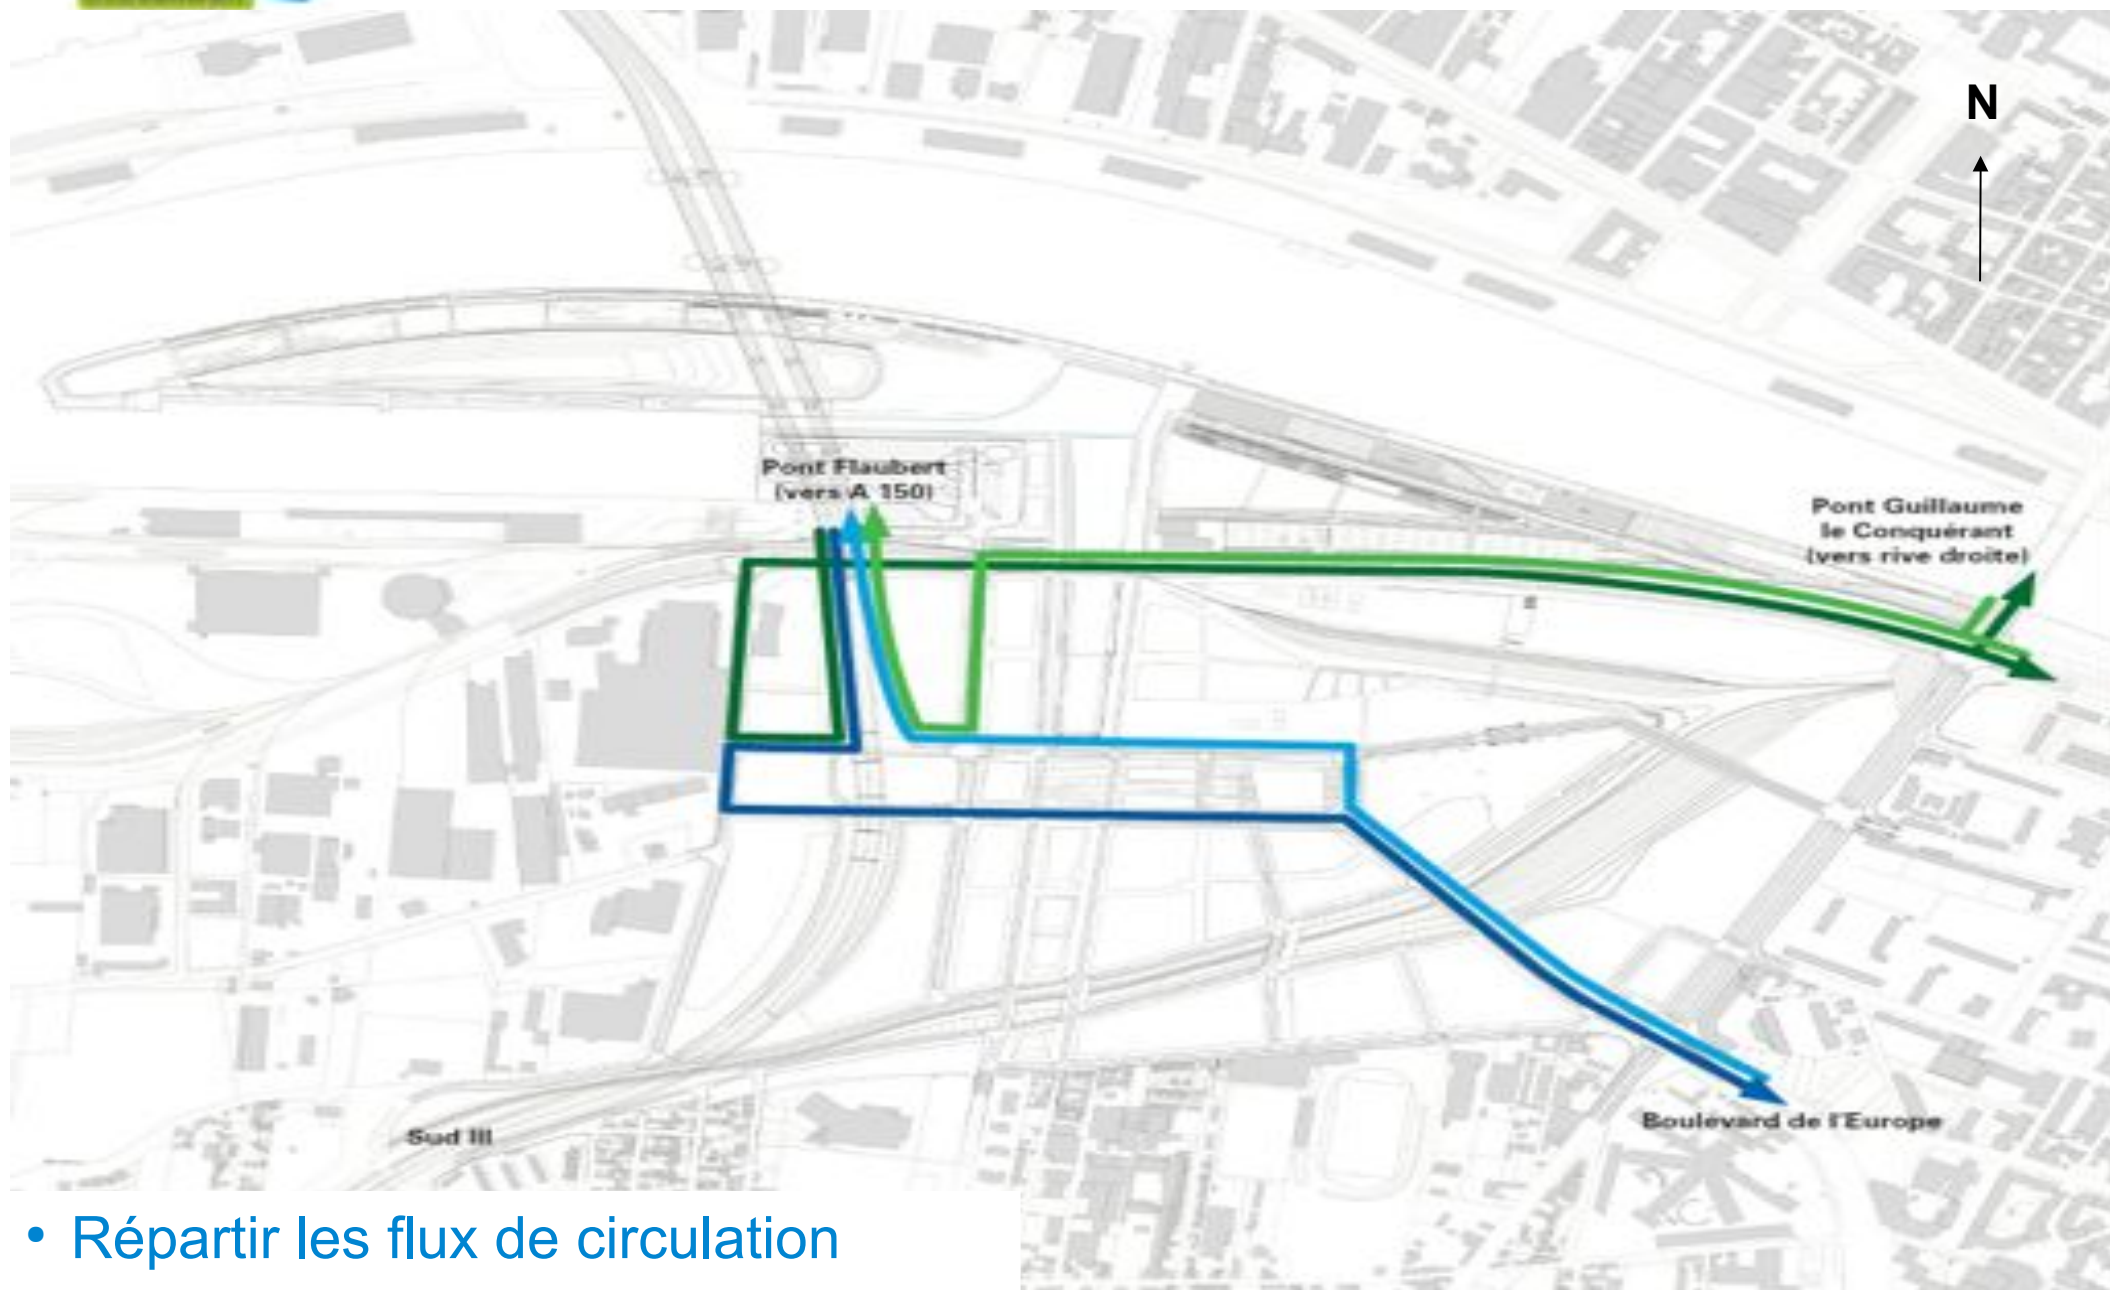 N
Pont Flaubert
(vers A 150)
Pont Guillaume
le Conquérant
(vers rive droite)
Boulevard de l'Europe
Sud III
• Répartir les flux de circulation